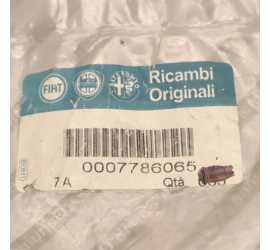 FIAT
Ricambi
Originali
0007786065
7A Qtà